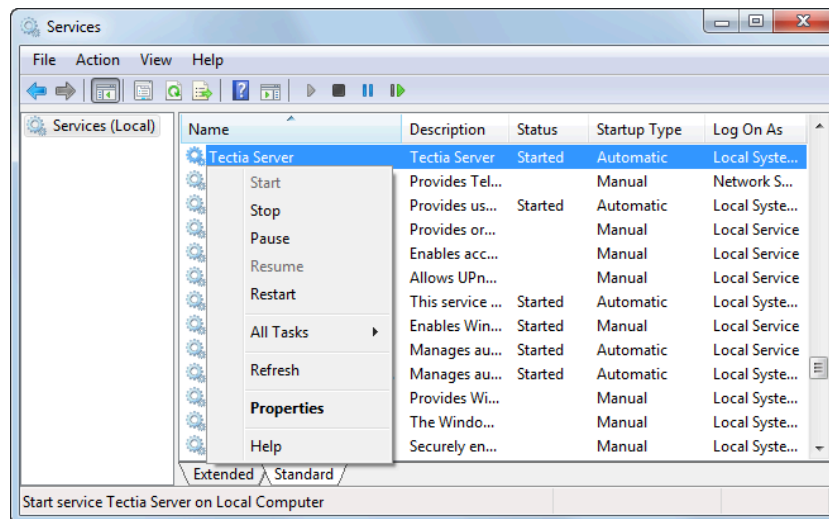 Services
File Action View Help
Services (Local)
Name Description Status Startup Type Log On As
Tectia Server Tectia Server Started Automatic Local Syste...
Start Provides Tel... Manual Network S...
Stop Provides us... Started Automatic Local Syste...
Pause Provides or... Manual Local Service
Enables acc... Manual Local Service
Resume Allows UPn... Manual Local Service
Restart This service ... Started Automatic Local Syste...
All Tasks Enables Win... Started Manual Local Service
Manages au... Started Automatic Local Service
Refresh Manages au... Started Automatic Local Syste...
Provides Wi... Manual Local Syste...
Properties The Windo... Manual Local Syste...
Help Securely en... Manual Local Syste...
Extended Standard
Start service Tectia Server on Local Computer